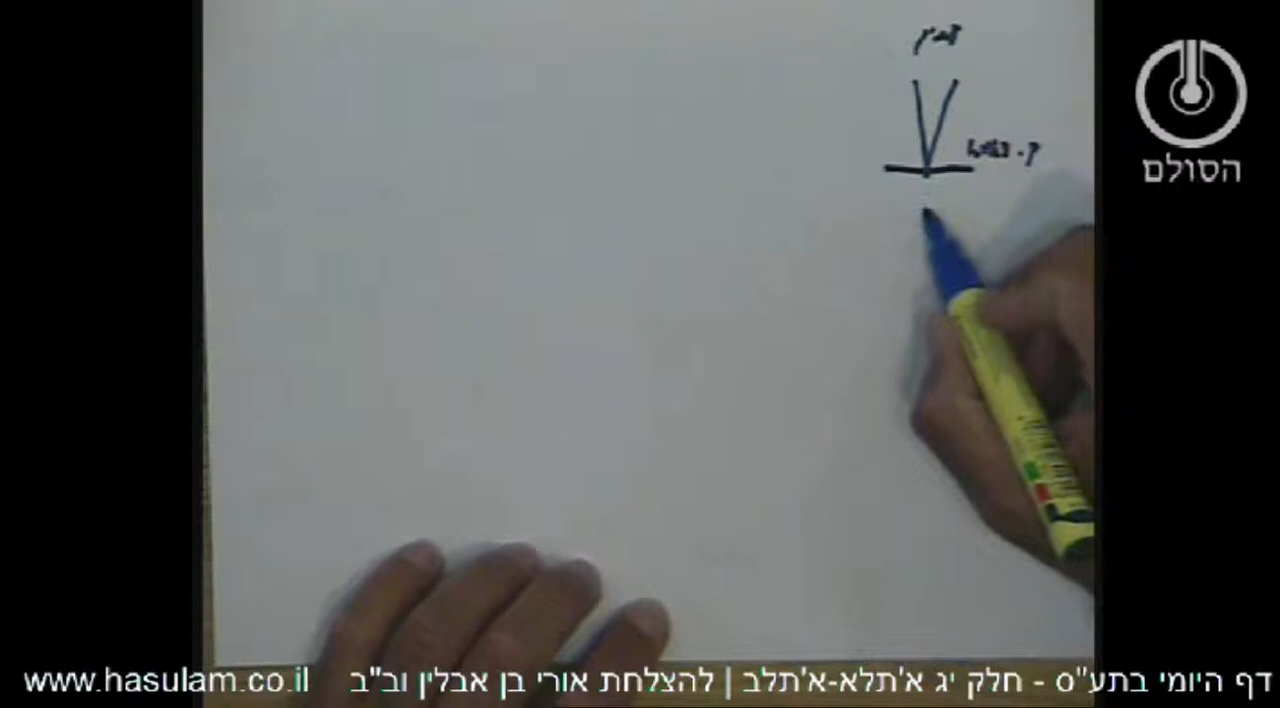 הסולם
דף היומי בתע"ס - חלק יג א'תלא-א'תלב | להצלחת אורי בן אבלין וב"ב www.hasulam.co.il